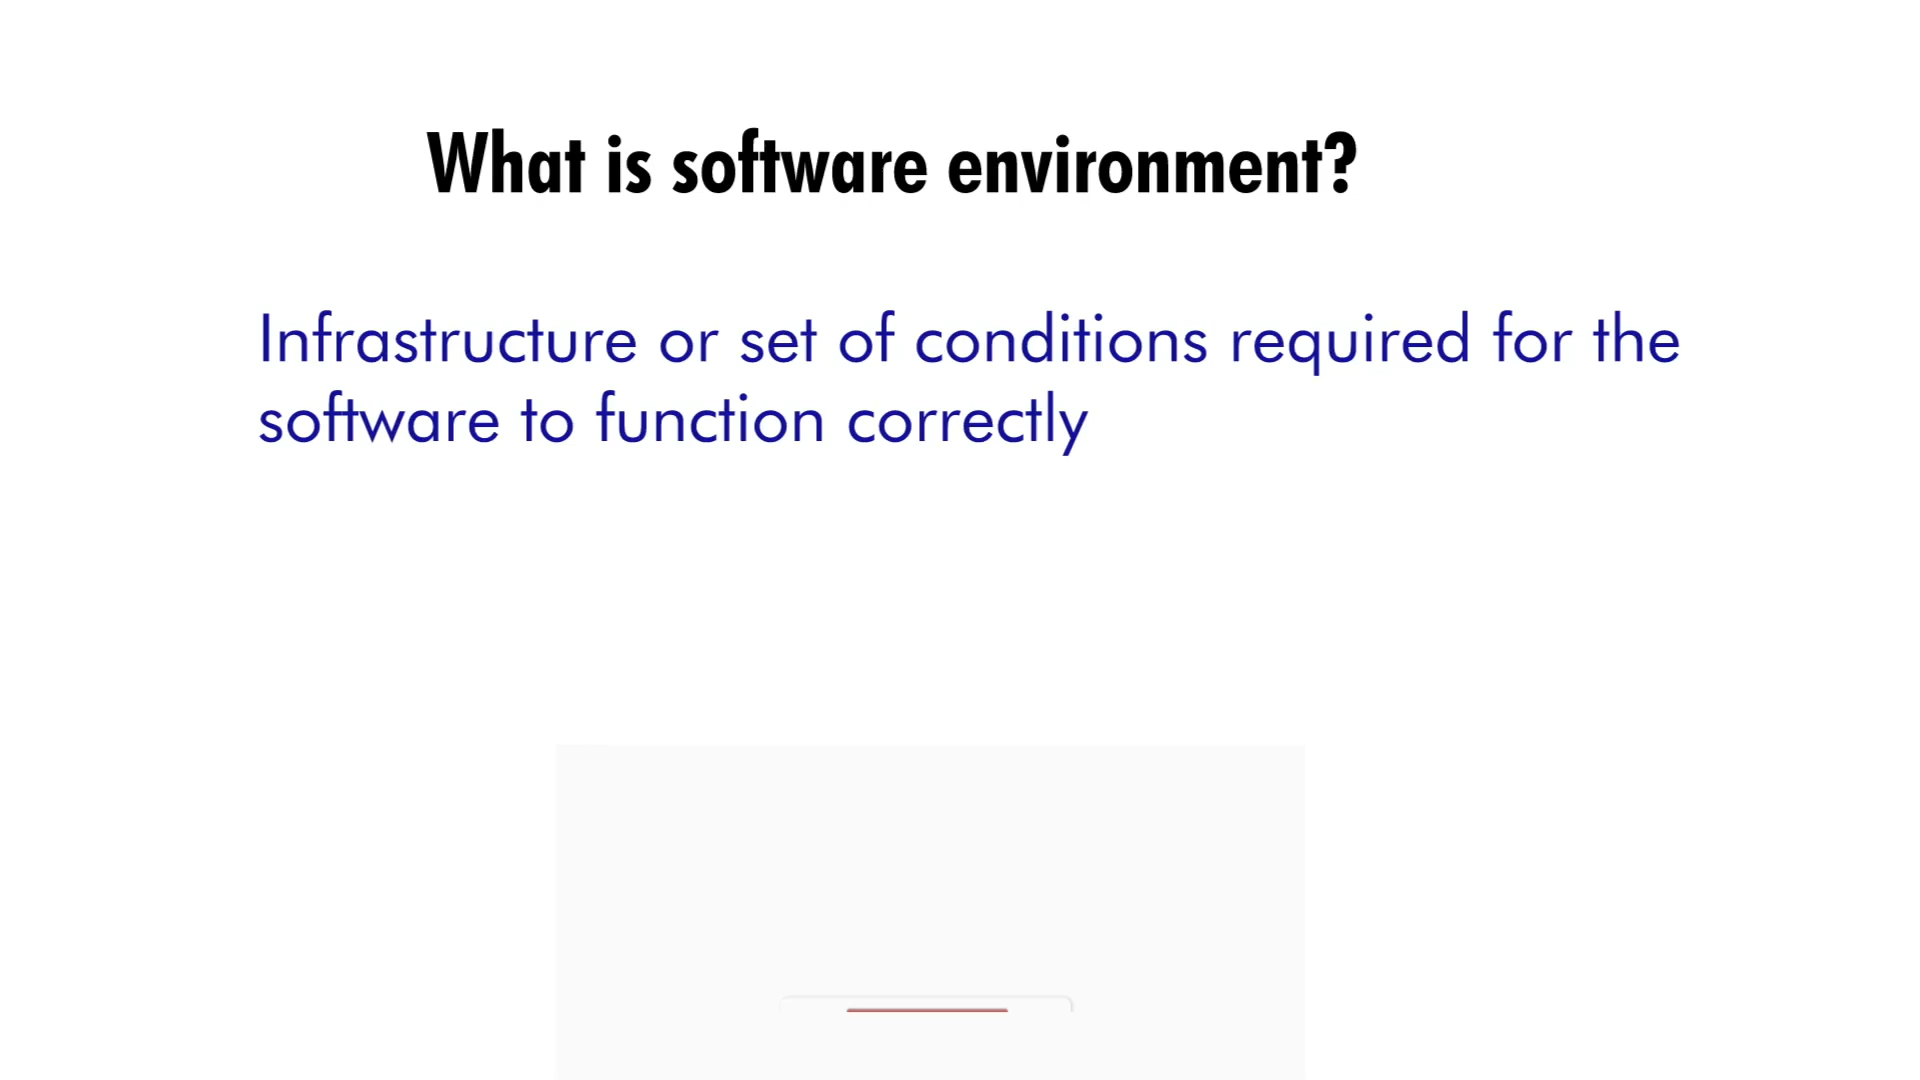 What is software environment?
Infrastructure or set of conditions required for the
software to function correctly